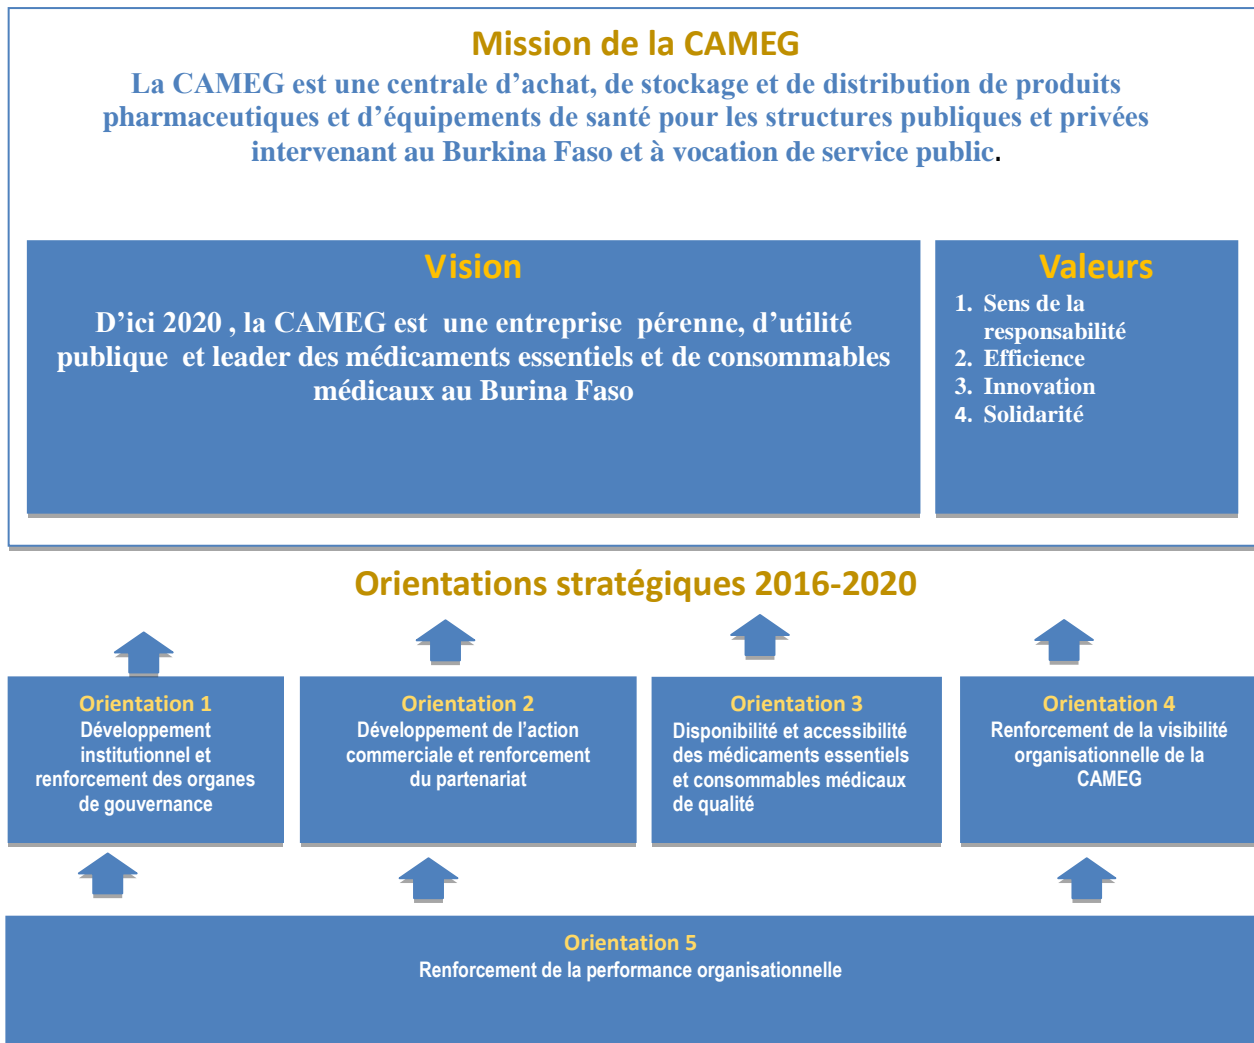 Mission de la CAMEG
La CAMEG est une centrale d’achat, de stockage et de distribution de produits
pharmaceutiques et d’équipements de santé pour les structures publiques et privées
intervenant au Burkina Faso et à vocation de service public.
Vision
D’ici 2020 , la CAMEG est une entreprise pérenne, d’utilité
publique et leader des médicaments essentiels et de consommables
médicaux au Burina Faso
Valeurs
1. Sens de la
responsabilité
2. Efficience
3. Innovation
4. Solidarité
Orientations stratégiques 2016-2020
Orientation 1
Développement
institutionnel et
renforcement des organes
de gouvernance
Orientation 2
Développement de l’action
commerciale et renforcement
du partenariat
Orientation 3
Disponibilité et accessibilité
des médicaments essentiels
et consommables médicaux
de qualité
Orientation 4
Renforcement de la visibilité
organisationnelle de la
CAMEG
Orientation 5
Renforcement de la performance organisationnelle